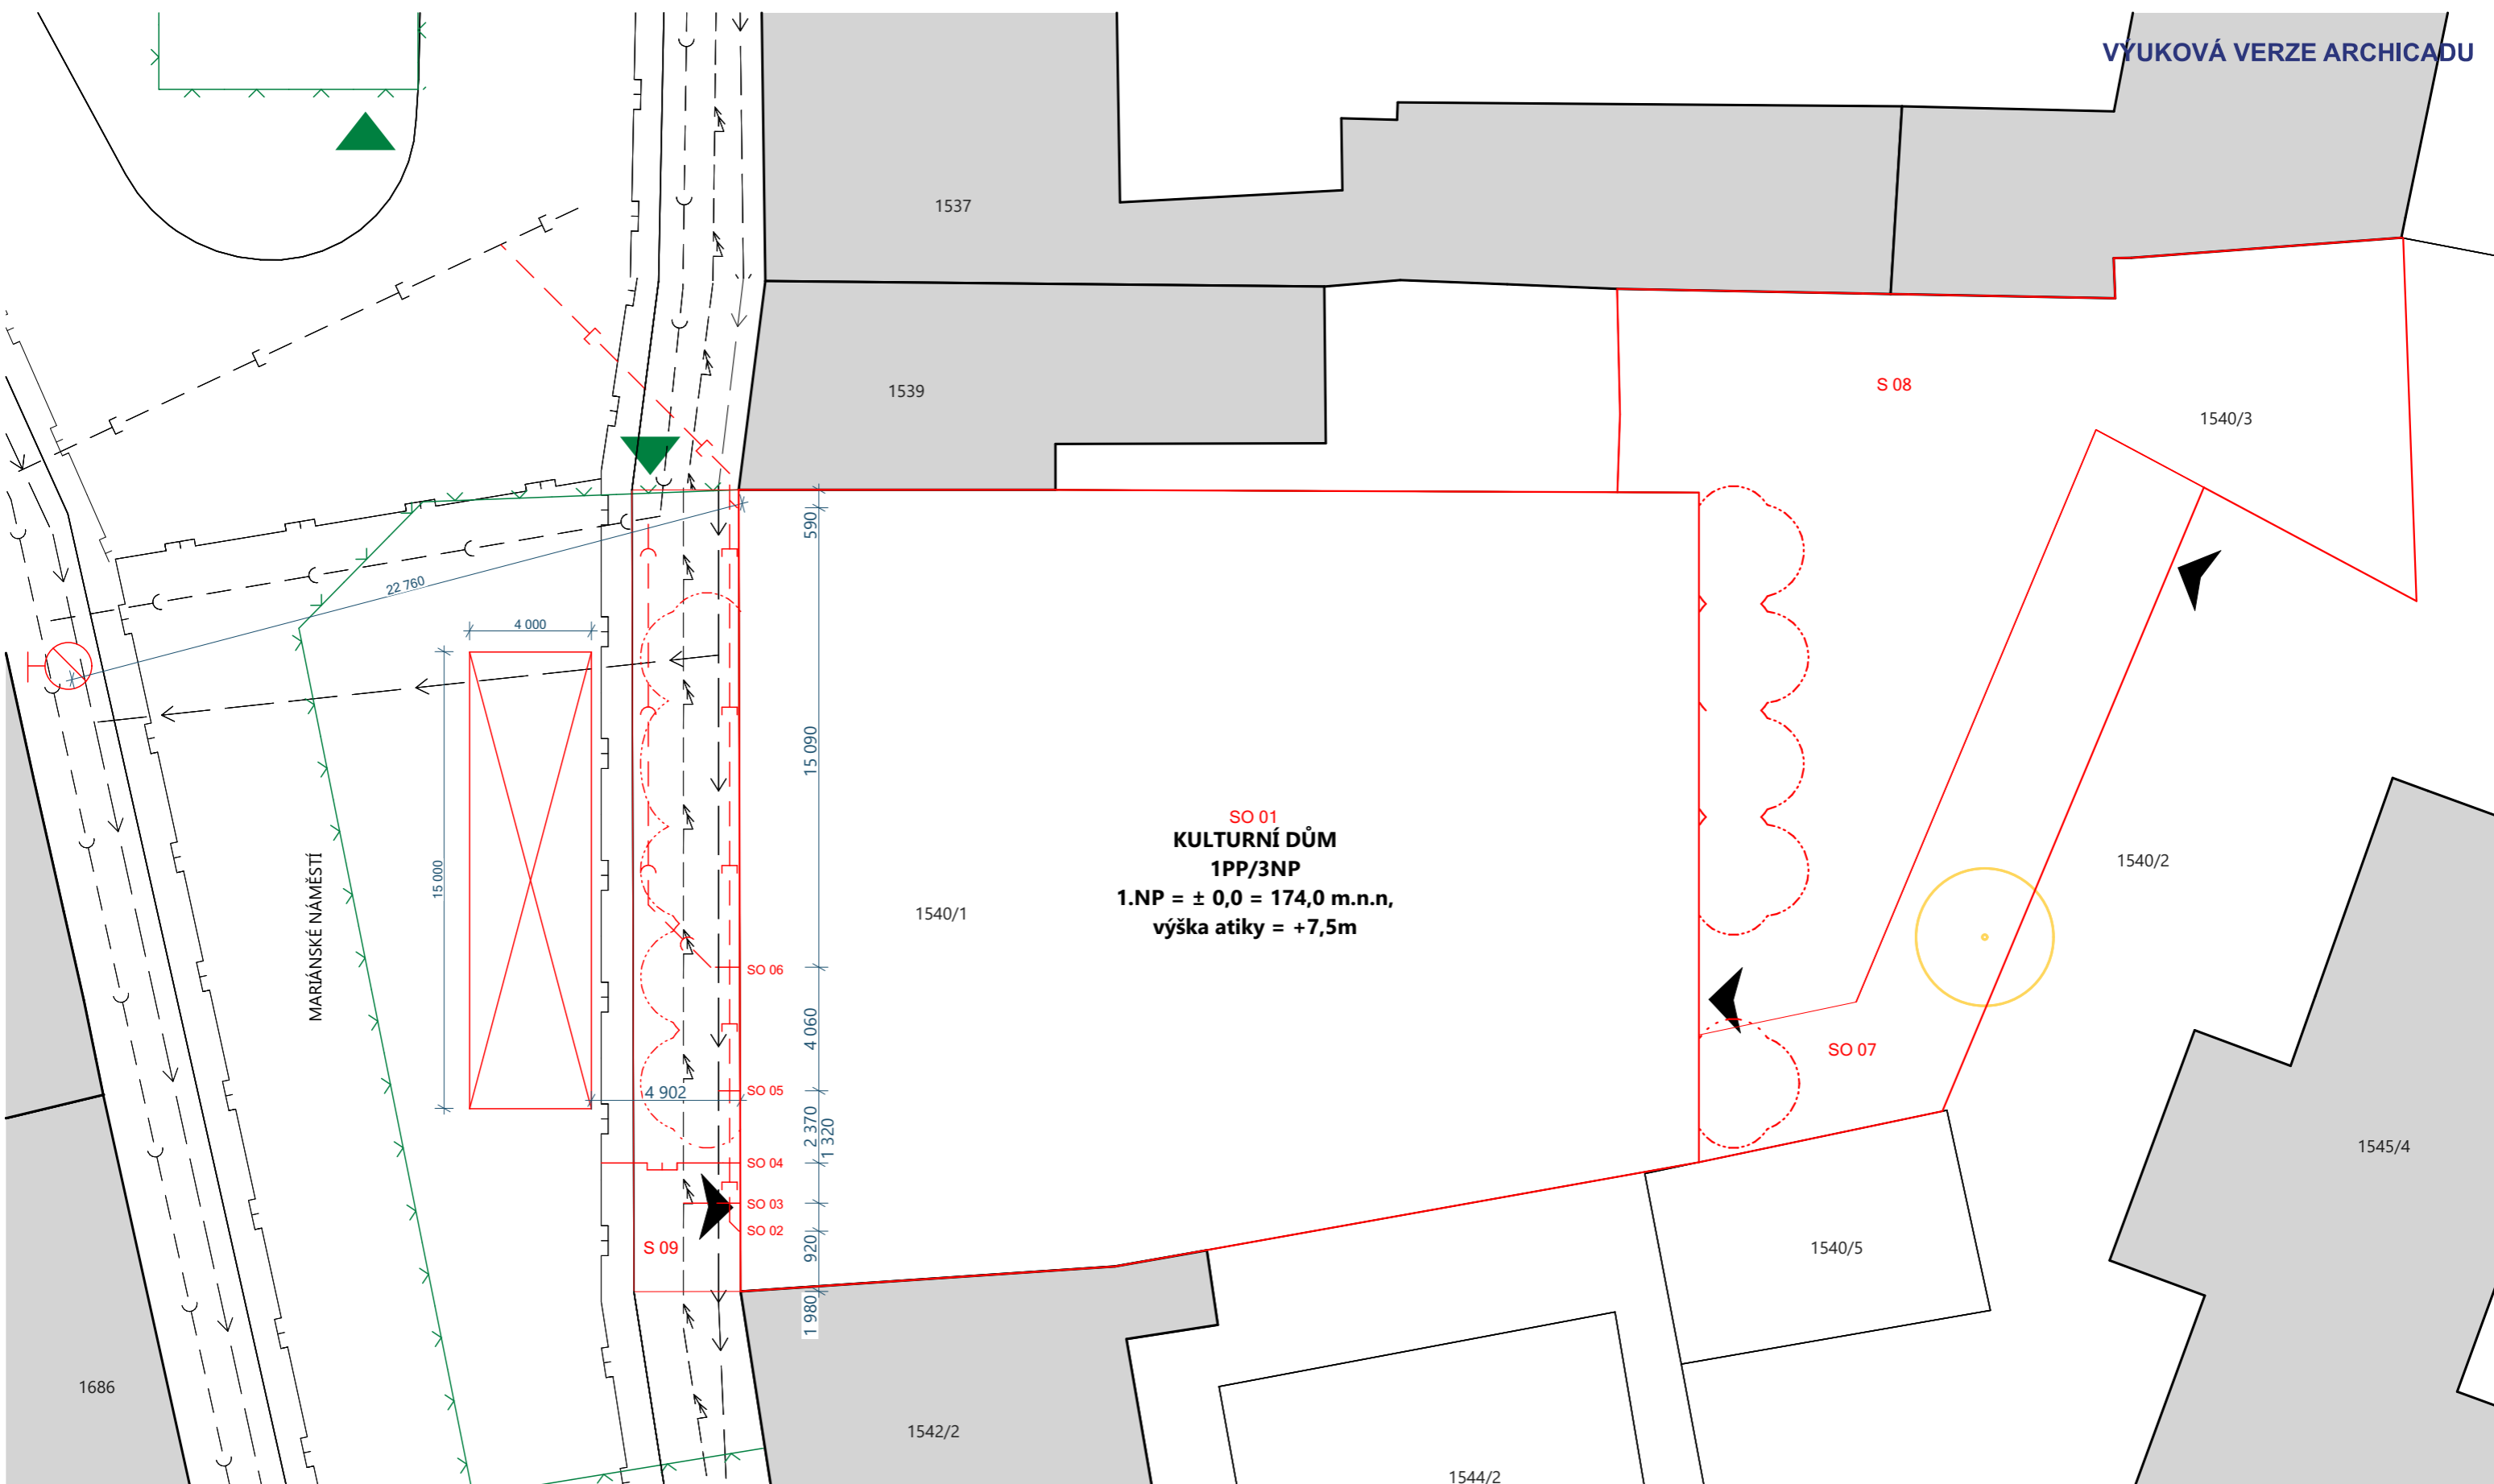 VÝUKOVÁ VERZE ARCHICADU
1537
1539
S 08
1540/3
590
22 760
4 000
15 090
15 000
MARIÁNSKÉ NÁMĚSTÍ
SO 01
KULTURNÍ DŮM
1PP/3NP
1.NP = ± 0,0 = 174,0 m.n.n,
výška atiky = +7,5m
1540/1
1540/2
SO 06
4 060
SO 07
SO 05
4 902
2 370
1 320
SO 04
SO 03
SO 02
S 09
920
1 980
1545/4
1540/5
1686
1542/2
1544/2